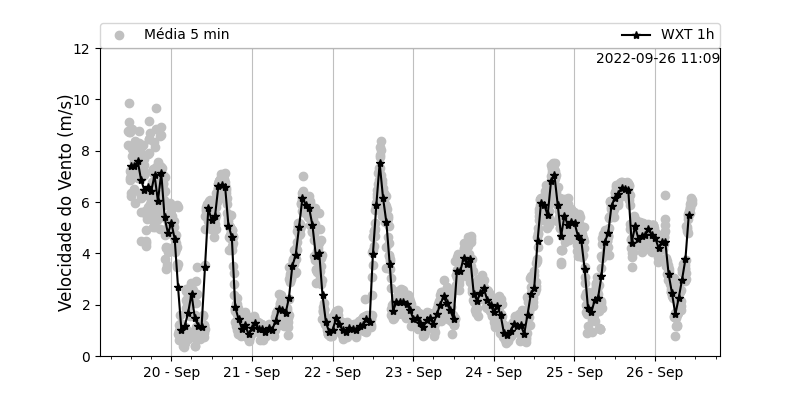 Média 5 min
WXT 1h
2022-09-26 11:09
Velocidade do Vento (m/s)
12
10
8
6
4
2
0
20 - Sep
21 - Sep
22 - Sep
23 - Sep
24 - Sep
25 - Sep
26 - Sep